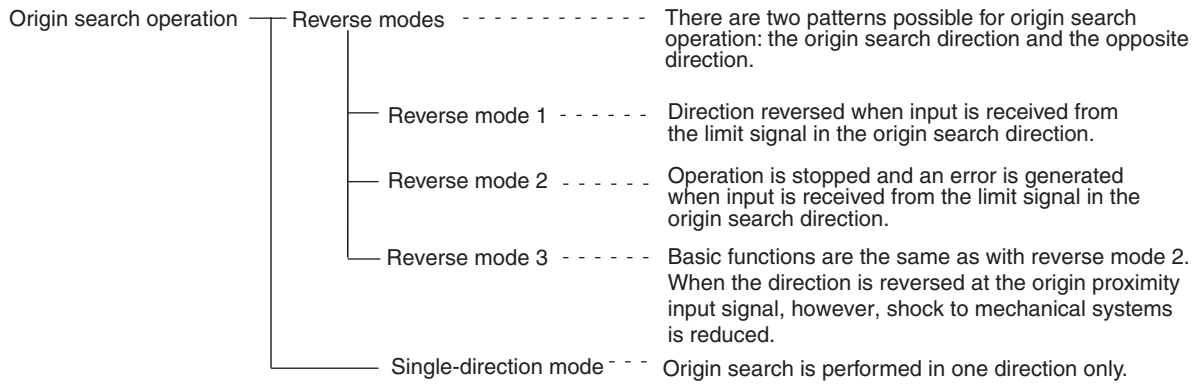 Origin search operation
Reverse modes
There are two patterns possible for origin search
operation: the origin search direction and the opposite
direction.
Reverse mode 1
Direction reversed when input is received from
the limit signal in the origin search direction.
Reverse mode 2
Operation is stopped and an error is generated
when input is received from the limit signal in the
origin search direction.
Reverse mode 3
Basic functions are the same as with reverse mode 2.
When the direction is reversed at the origin proximity
input signal, however, shock to mechanical systems
is reduced.
Single-direction mode
Origin search is performed in one direction only.